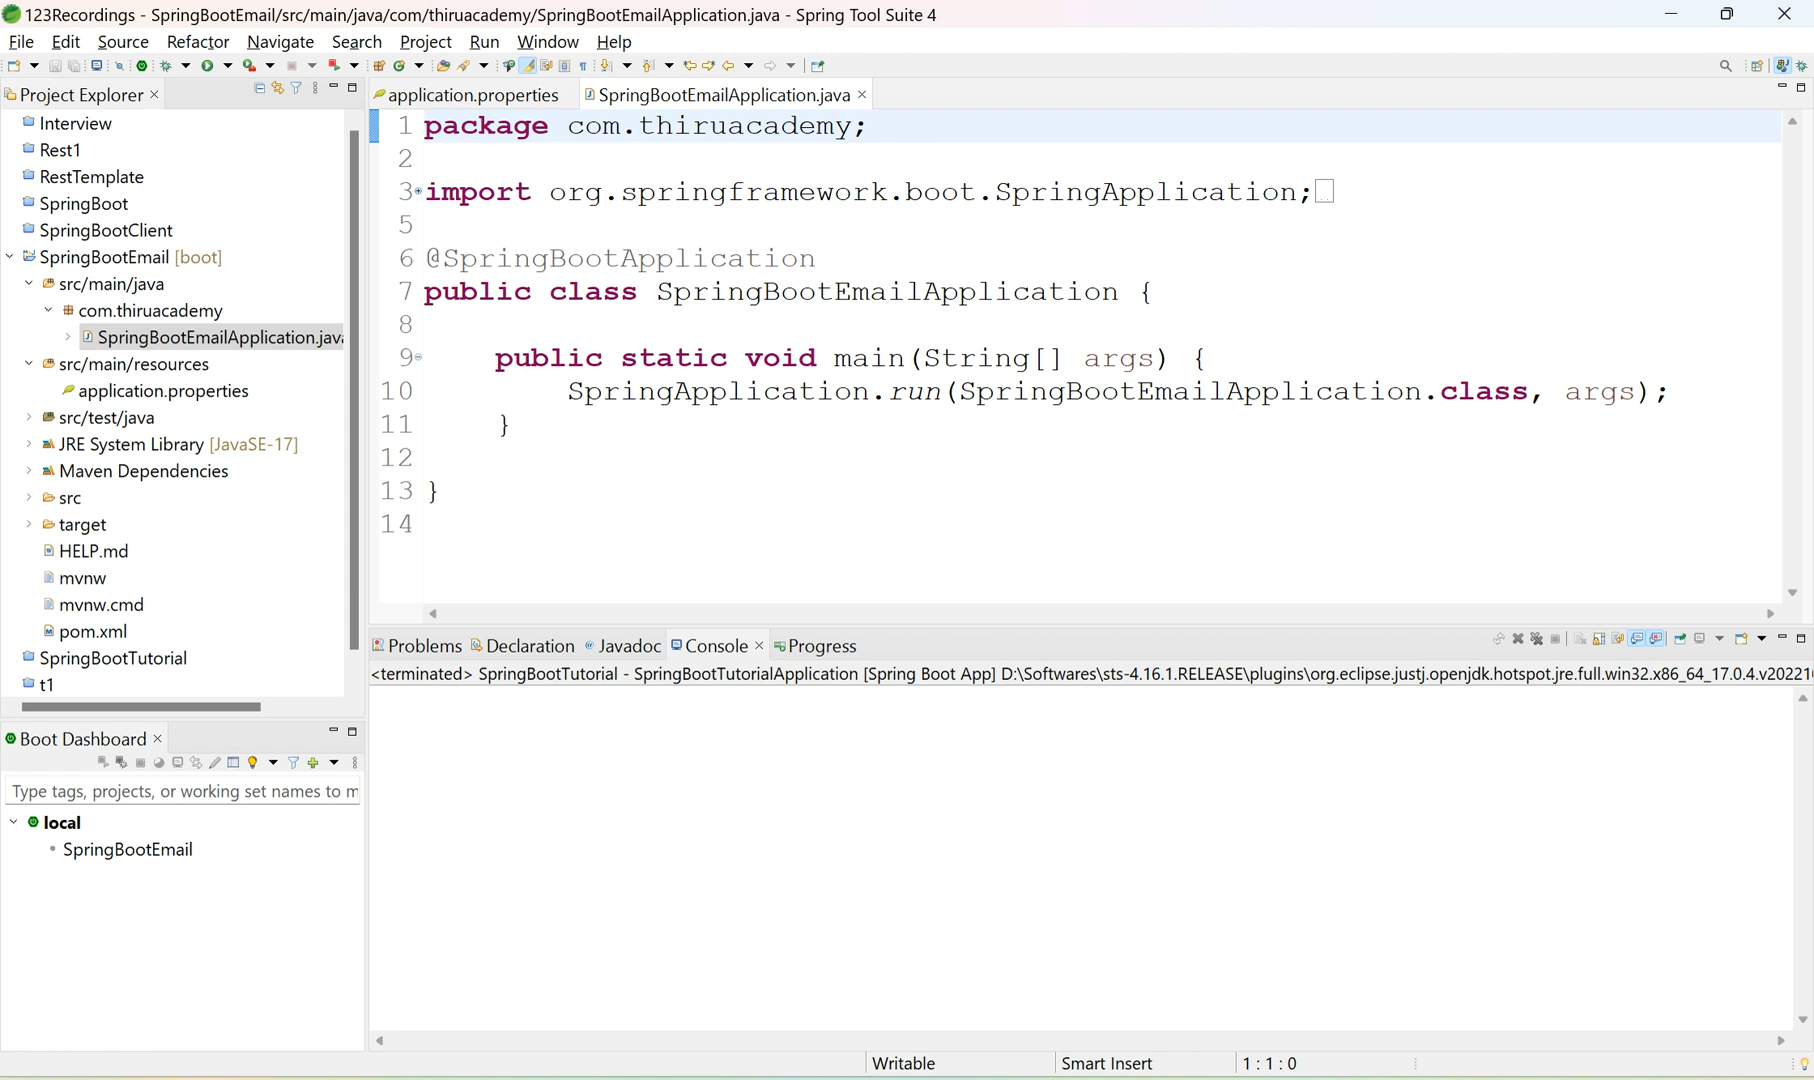 123Recordings - SpringBootEmail/src/main/java/com/thiruacademy/SpringBootEmailApplication.java - Spring Tool Suite 4
File Edit Source Refactor Navigate Search Project Run Window Help
Project Explorer
Interview
Rest1
RestTemplate
SpringBoot
SpringBootClient
SpringBootEmail [boot]
src/main/java
com.thiruacademy
SpringBootEmailApplication.java
src/main/resources
application.properties
src/test/java
JRE System Library [JavaSE-17]
Maven Dependencies
src
target
HELP.md
mvnw
mvnw.cmd
pom.xml
SpringBootTutorial
t1
Boot Dashboard
Type tags, projects, or working set names to m
local
SpringBootEmail
application.properties SpringBootEmailApplication.java
1 package com.thiruacademy;
2
3 import org.springframework.boot.SpringApplication;
5
6 @SpringBootApplication
7 public class SpringBootEmailApplication {
8
9 public static void main(String[] args) {
10 SpringApplication.run(SpringBootEmailApplication.class, args);
11 }
12
13 }
14
Problems Declaration Javadoc Console Progress
<terminated> SpringBootTutorial - SpringBootTutorialApplication [Spring Boot App] D:\Softwares\sts-4.16.1.RELEASE\plugins\org.eclipse.justj.openjdk.hotspot.jre.full.win32.x86_64_17.0.4.v20221
Writable Smart Insert 1 : 1 : 0